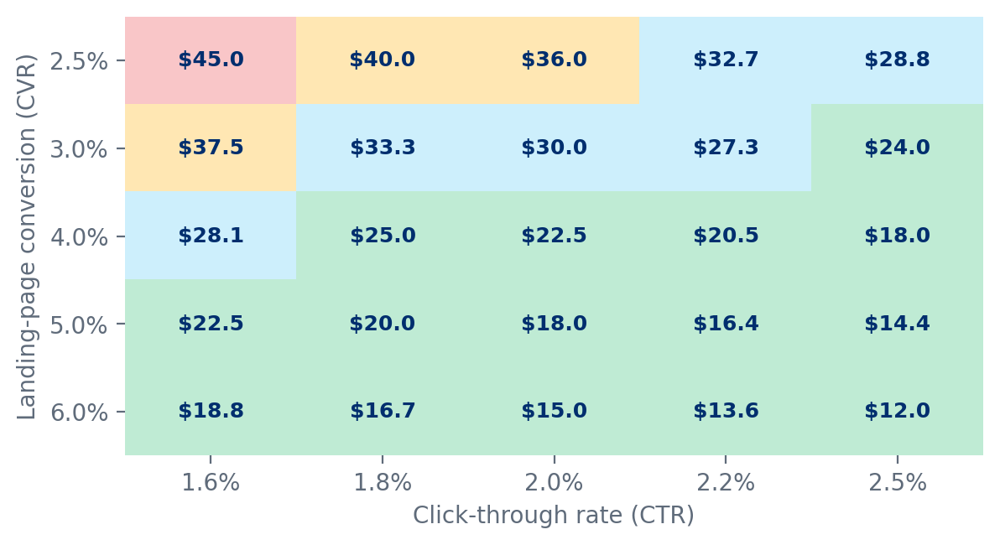 Landing-page conversion (CVR)
2.5% $45.0 $40.0 $36.0 $32.7 $28.8
3.0% $37.5 $33.3 $30.0 $27.3 $24.0
4.0% $28.1 $25.0 $22.5 $20.5 $18.0
5.0% $22.5 $20.0 $18.0 $16.4 $14.4
6.0% $18.8 $16.7 $15.0 $13.6 $12.0
1.6% 1.8% 2.0% 2.2% 2.5%
Click-through rate (CTR)